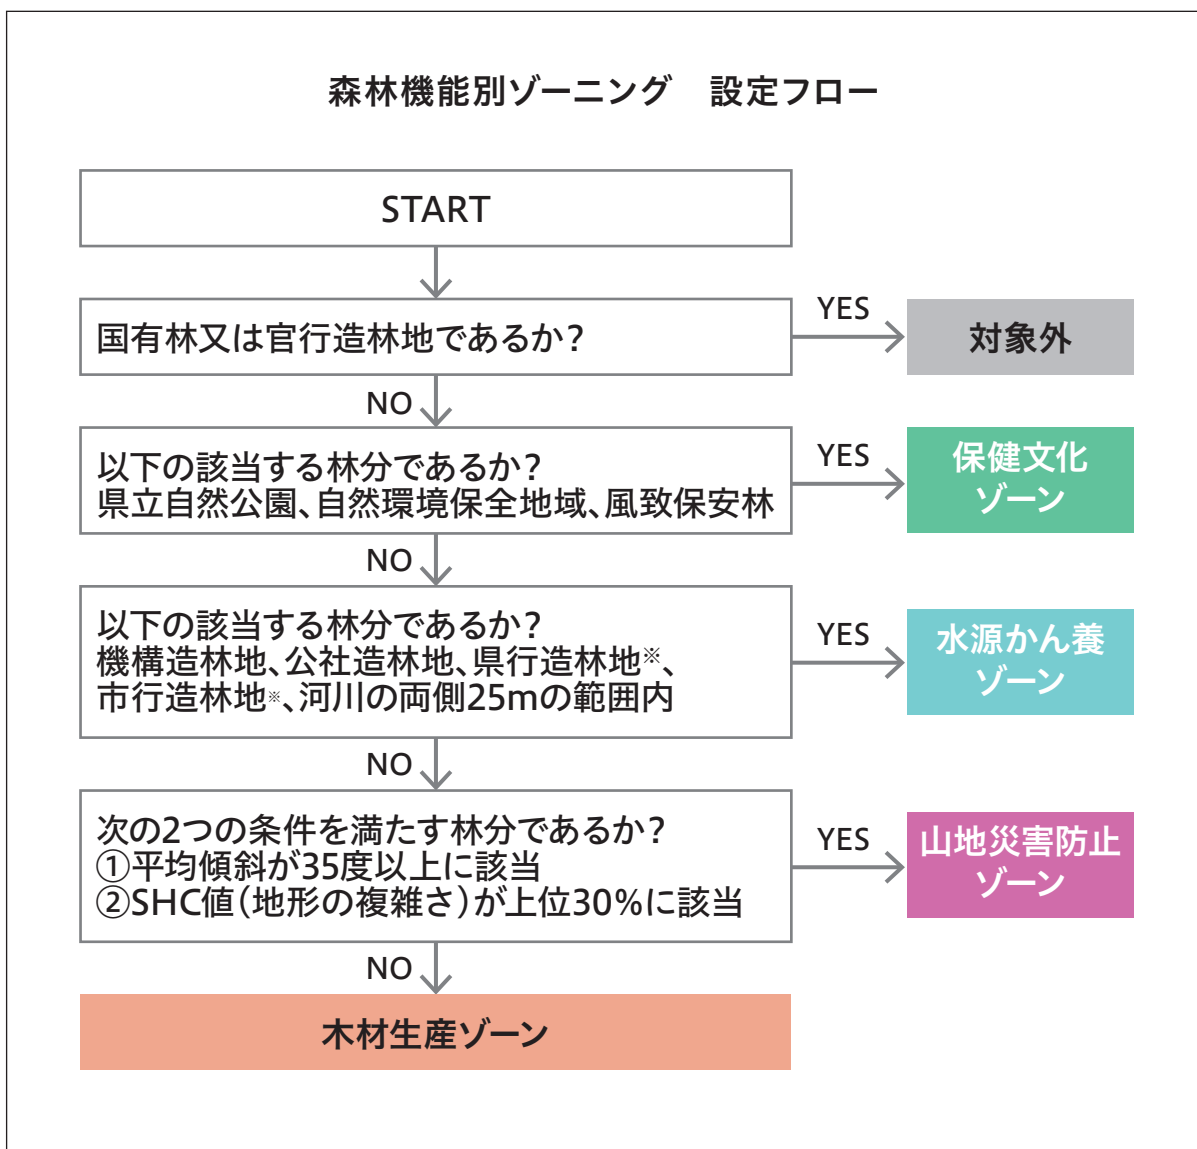 森林機能別ゾーニング　設定フロー
START
国有林又は官行造林地であるか？
YES
対象外
NO
以下の該当する林分であるか？
県立自然公園、自然環境保全地域、風致保安林
YES
保健文化
ゾーン
NO
以下の該当する林分であるか？
機構造林地、公社造林地、県行造林地※、
市行造林地※、河川の両側25mの範囲内
YES
水源かん養
ゾーン
NO
次の2つの条件を満たす林分であるか？
①平均傾斜が35度以上に該当
②SHC値（地形の複雑さ）が上位30%に該当
YES
山地災害防止
ゾーン
NO
木材生産ゾーン